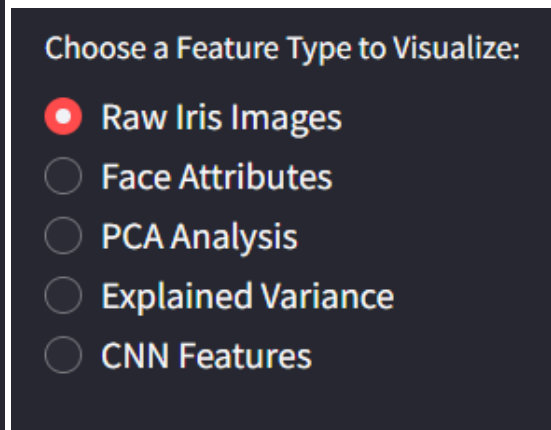 Choose a Feature Type to Visualize:
Raw Iris Images
Face Attributes
PCA Analysis
Explained Variance
CNN Features